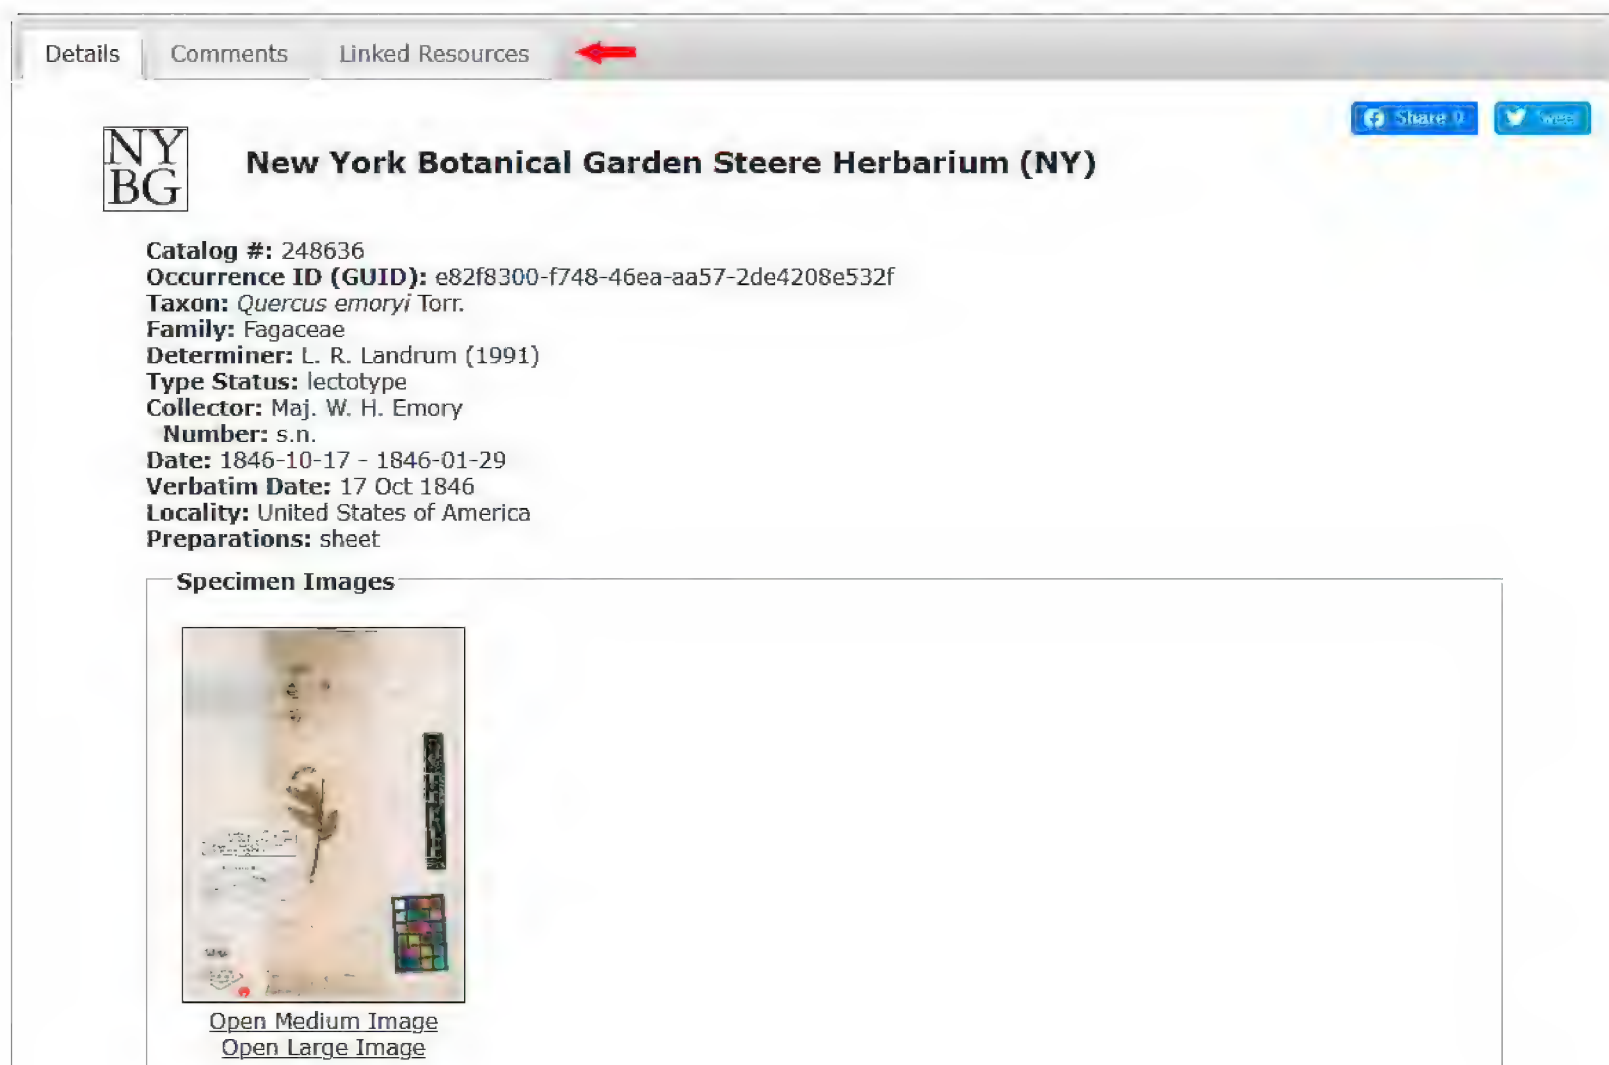 Details Comments Linked Resources
Share 0
NY
BG
New York Botanical Garden Steere Herbarium (NY)
Catalog #: 248636
Occurrence ID (GUID): e82f8300-f748-46ea-aa57-2de4208e532f
Taxon: Quercus emoryi Torr.
Family: Fagaceae
Determiner: L. R. Landrum (1991)
Type Status: lectotype
Collector: Maj. W. H. Emory
Number: s.n.
Date: 1846-10-17 - 1846-01-29
Verbatim Date: 17 Oct 1846
Locality: United States of America
Preparations: sheet
Specimen Images
Open Medium Image
Open Large Image